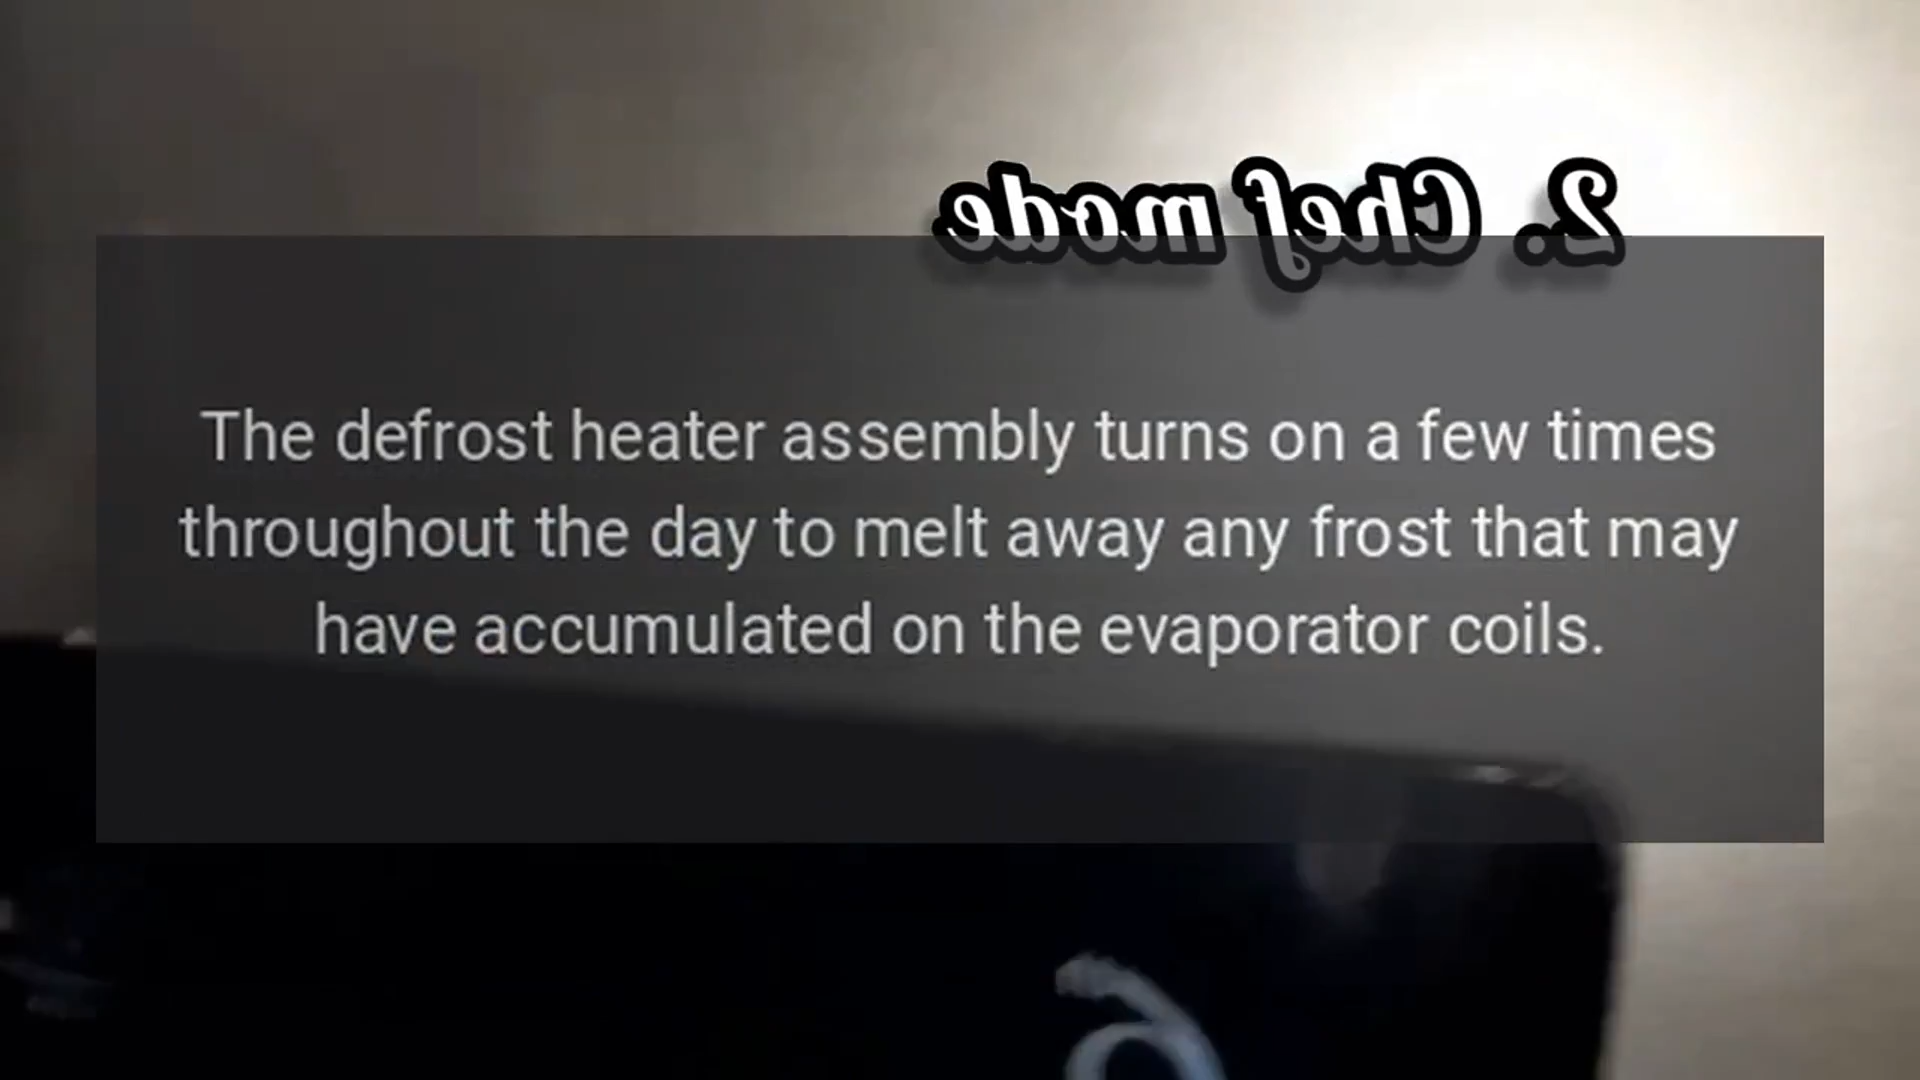 2. Chef mode
The defrost heater assembly turns on a few times
throughout the day to melt away any frost that may
have accumulated on the evaporator coils.